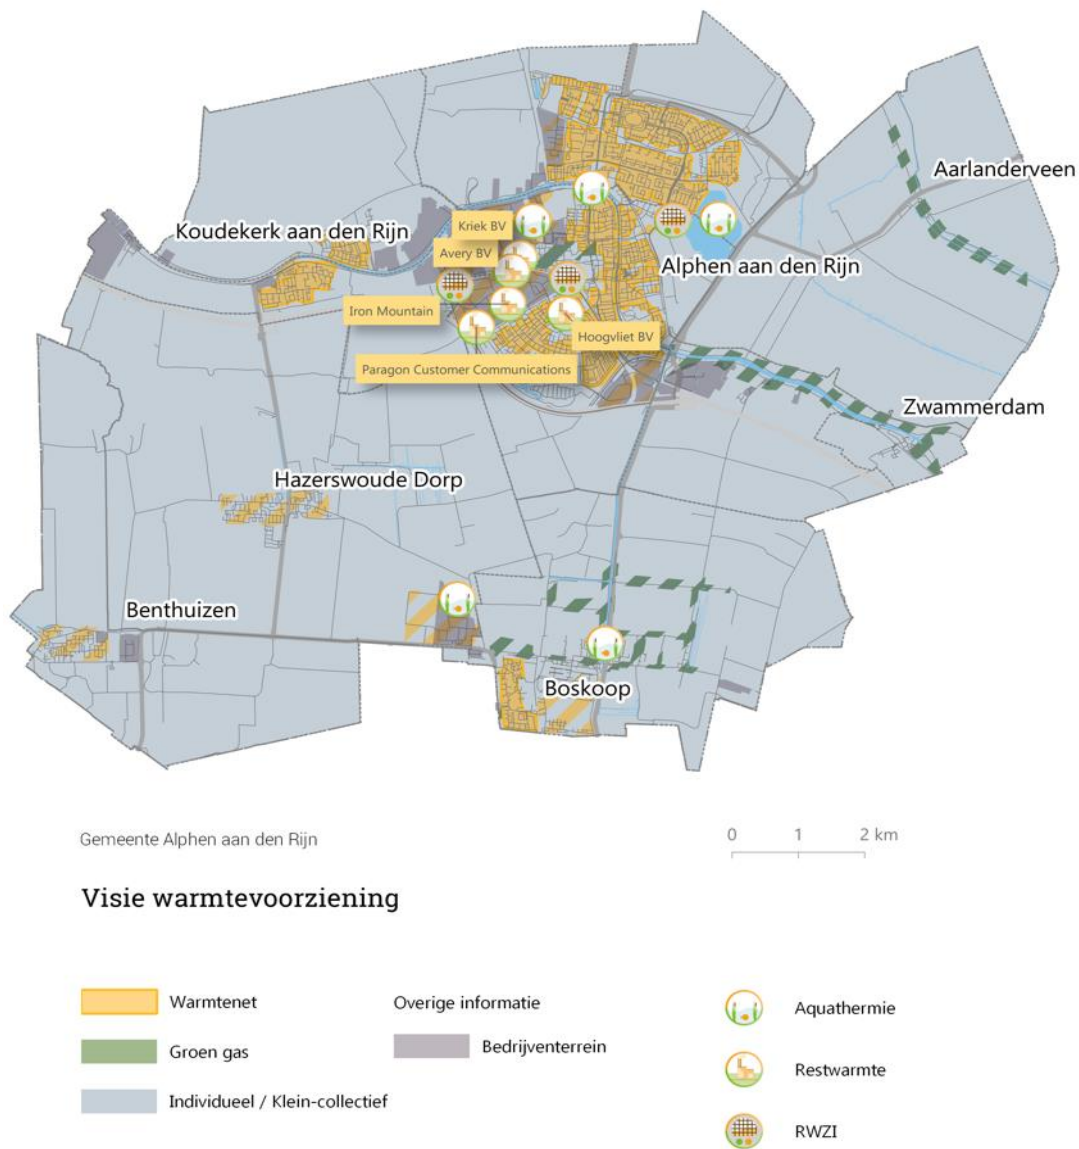 Aarlanderveen
Koudekerk aan den Rijn
Kriek BV
Avery BV
Alphen aan den Rijn
Iron Mountain
Hoogvliet BV
Paragon Customer Communications
Zwammerdam
Hazerswoude Dorp
Benthuizen
Boskoop
Gemeente Alphen aan den Rijn
0 1 2 km
Visie warmtevoorziening
Warmtenet
Groen gas
Individueel / Klein-collectief
Overige informatie
Bedrijventerrein
Aquathermie
Restwarmte
RWZI